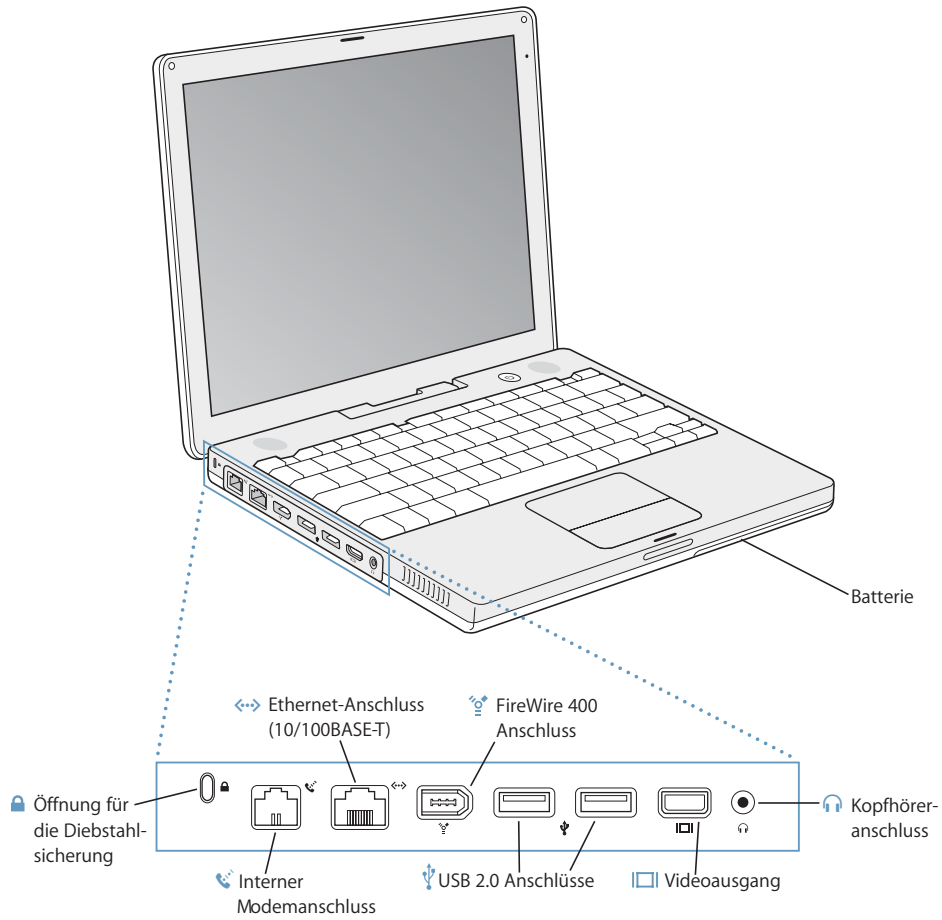 Batterie
Ethernet-Anschluss
(10/100BASE-T)
FireWire 400
Anschluss
Öffnung für
die Diebstahl-
sicherung
Kopfhörer-
anschluss
Interner
Modemanschluss
USB 2.0 Anschlüsse
Videoausgang